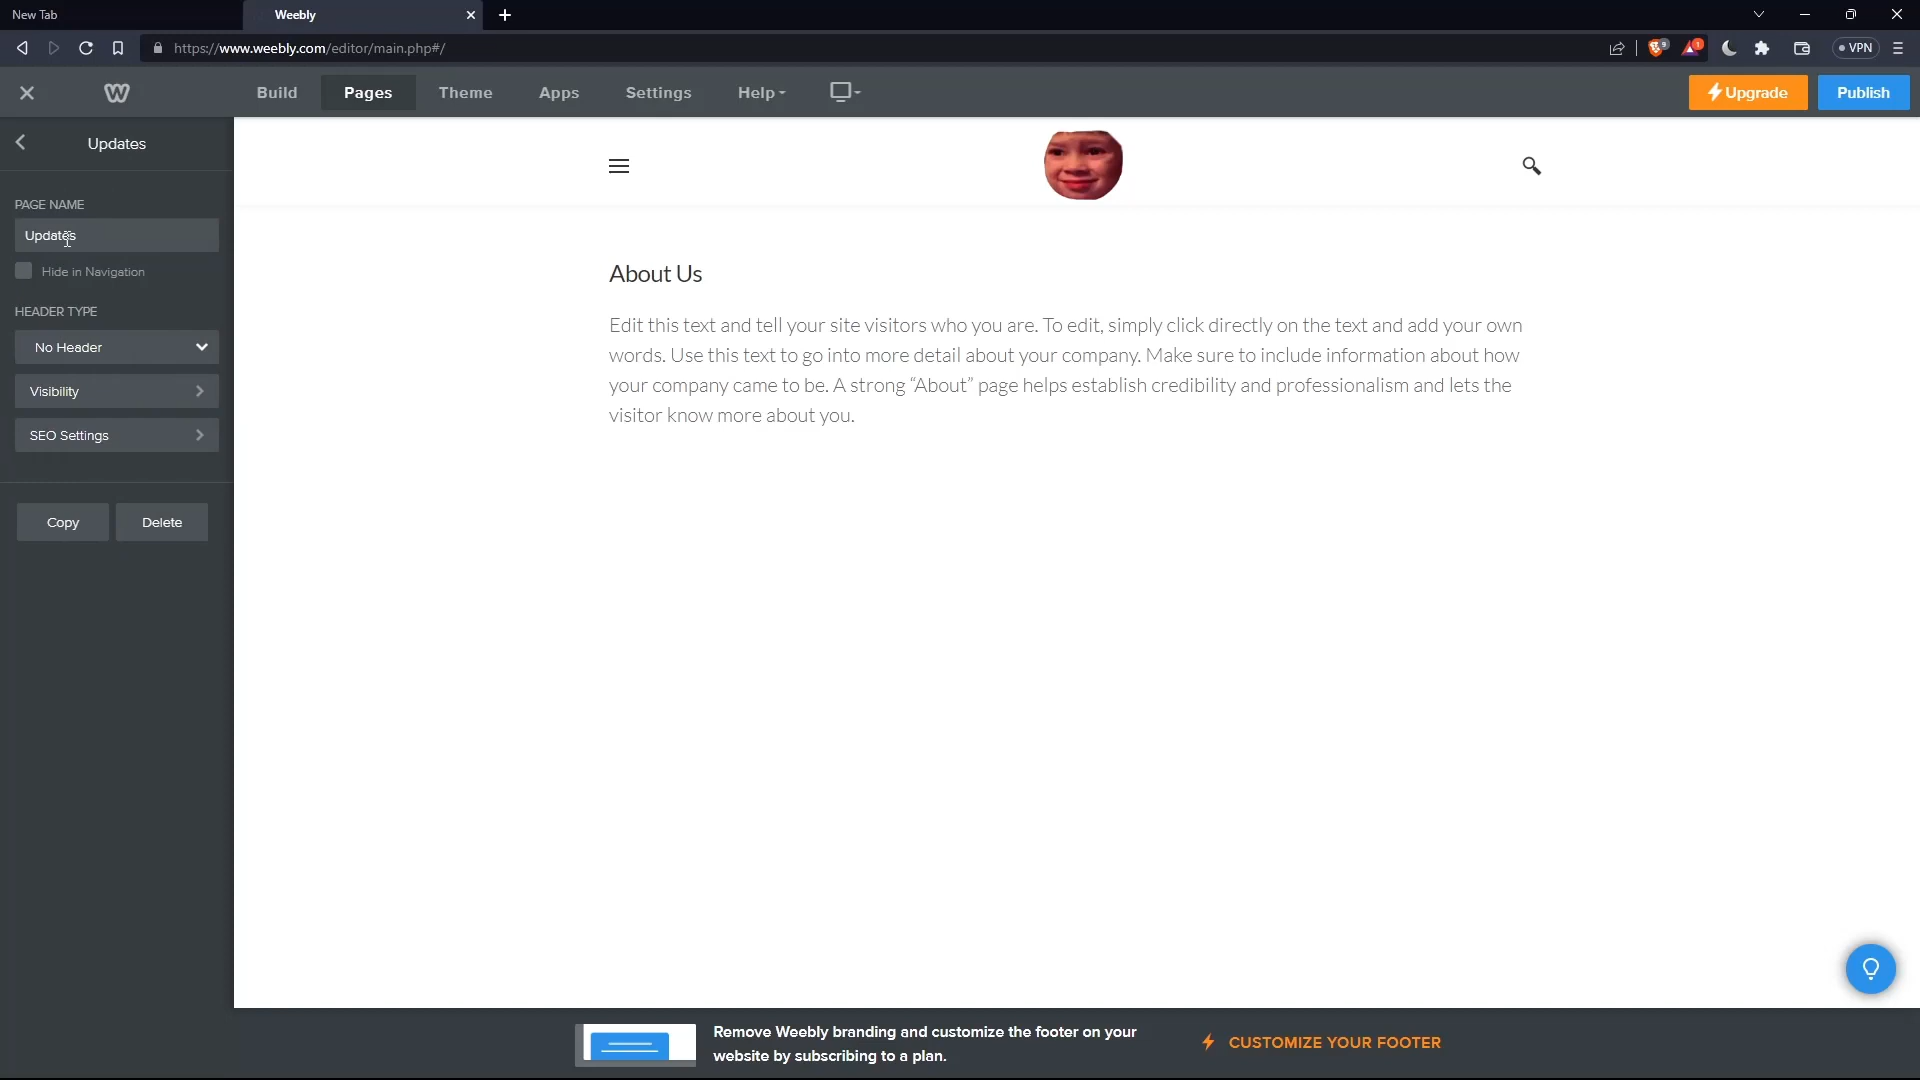 New Tab
Weebly
https://www.weebly.com/editor/main.php#/
9
1
VPN
W
Build
Pages
Theme
Apps
Settings
Help
Upgrade
Publish
Updates
PAGE NAME
Updates
Hide in Navigation
HEADER TYPE
No Header
Visibility
SEO Settings
Copy
Delete
About Us
Edit this text and tell your site visitors who you are. To edit, simply click directly on the text and add your own
words. Use this text to go into more detail about your company. Make sure to include information about how
your company came to be. A strong “About” page helps establish credibility and professionalism and lets the
visitor know more about you.
Remove Weebly branding and customize the footer on your
website by subscribing to a plan.
CUSTOMIZE YOUR FOOTER